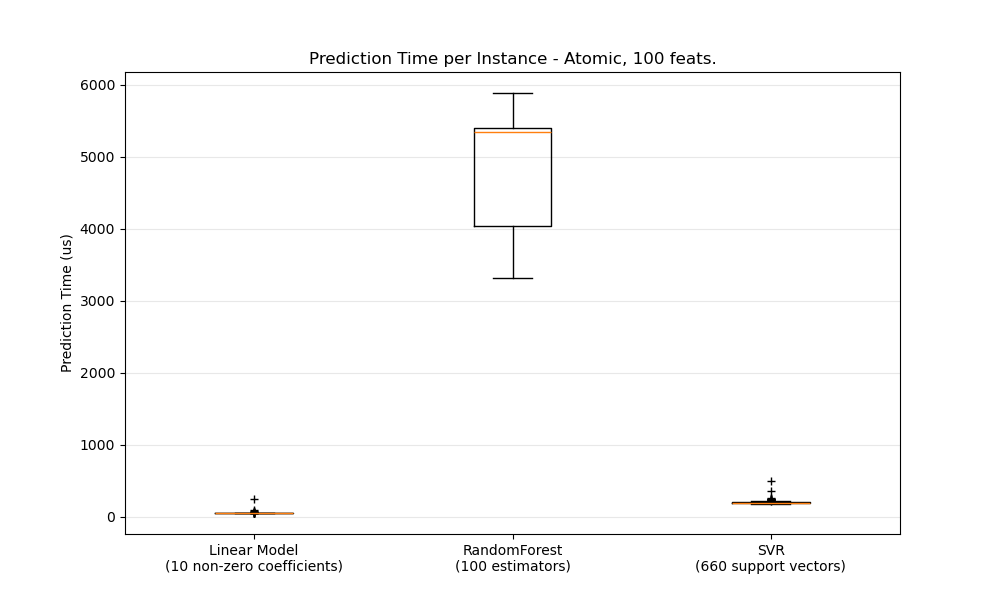 Prediction Time per Instance - Atomic, 100 feats.
Prediction Time (us)
6000
5000
4000
3000
2000
1000
0
Linear Model
(10 non-zero coefficients)
RandomForest
(100 estimators)
SVR
(660 support vectors)